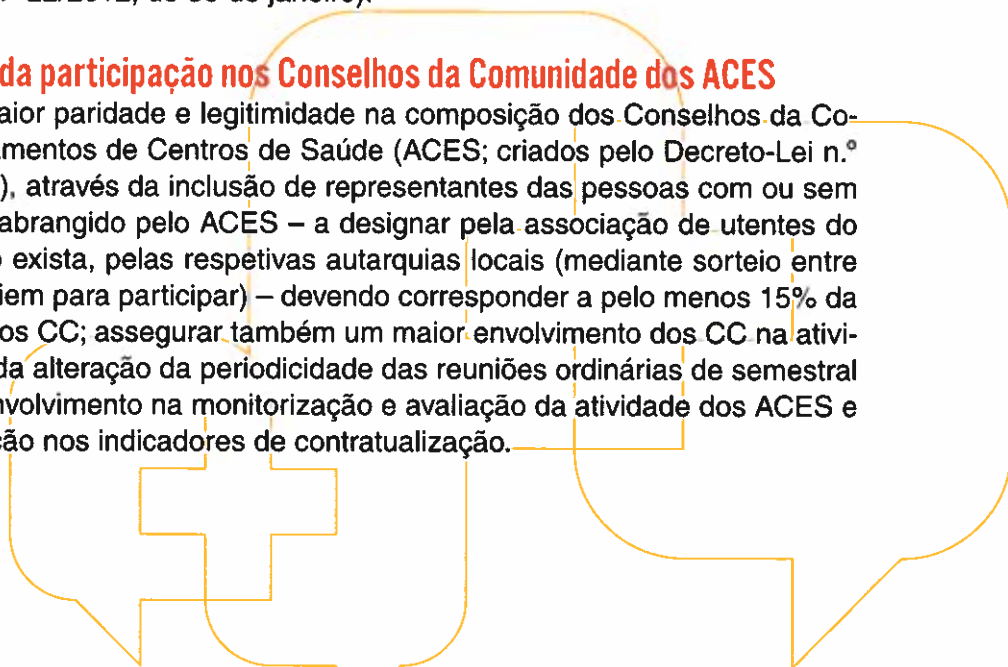 da participação nos Conselhos da Comunidade dos ACES
aior paridade e legitimidade na composição dos Conselhos da Co-
mentos de Centros de Saúde (ACES; criados pelo Decreto-Lei n.º
), através da inclusão de representantes das pessoas com ou sem
abrangido pelo ACES – a designar pela associação de utentes do
exista, pelas respetivas autarquias locais (mediante sorteio entre
iem para participar) – devendo corresponder a pelo menos 15% da
os CC; assegurar também um maior envolvimento dos CC na ativi-
da alteração da periodicidade das reuniões ordinárias de semestral
nvolvimento na monitorização e avaliação da atividade dos ACES e
ção nos indicadores de contratualização.